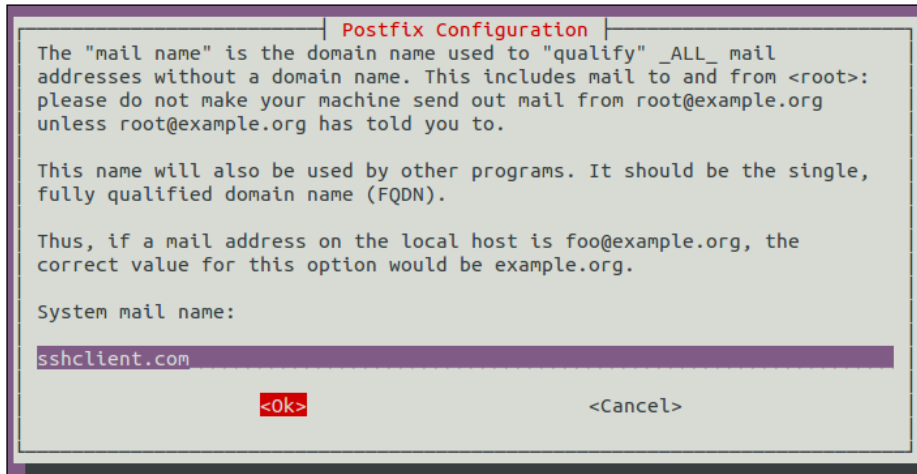 Postfix Configuration
The "mail name" is the domain name used to "qualify" _ALL_ mail
addresses without a domain name. This includes mail to and from <root>:
please do not make your machine send out mail from root@example.org
unless root@example.org has told you to.
This name will also be used by other programs. It should be the single,
fully qualified domain name (FQDN).
Thus, if a mail address on the local host is foo@example.org, the
correct value for this option would be example.org.
System mail name:
sshclient.com
<Ok> <Cancel>